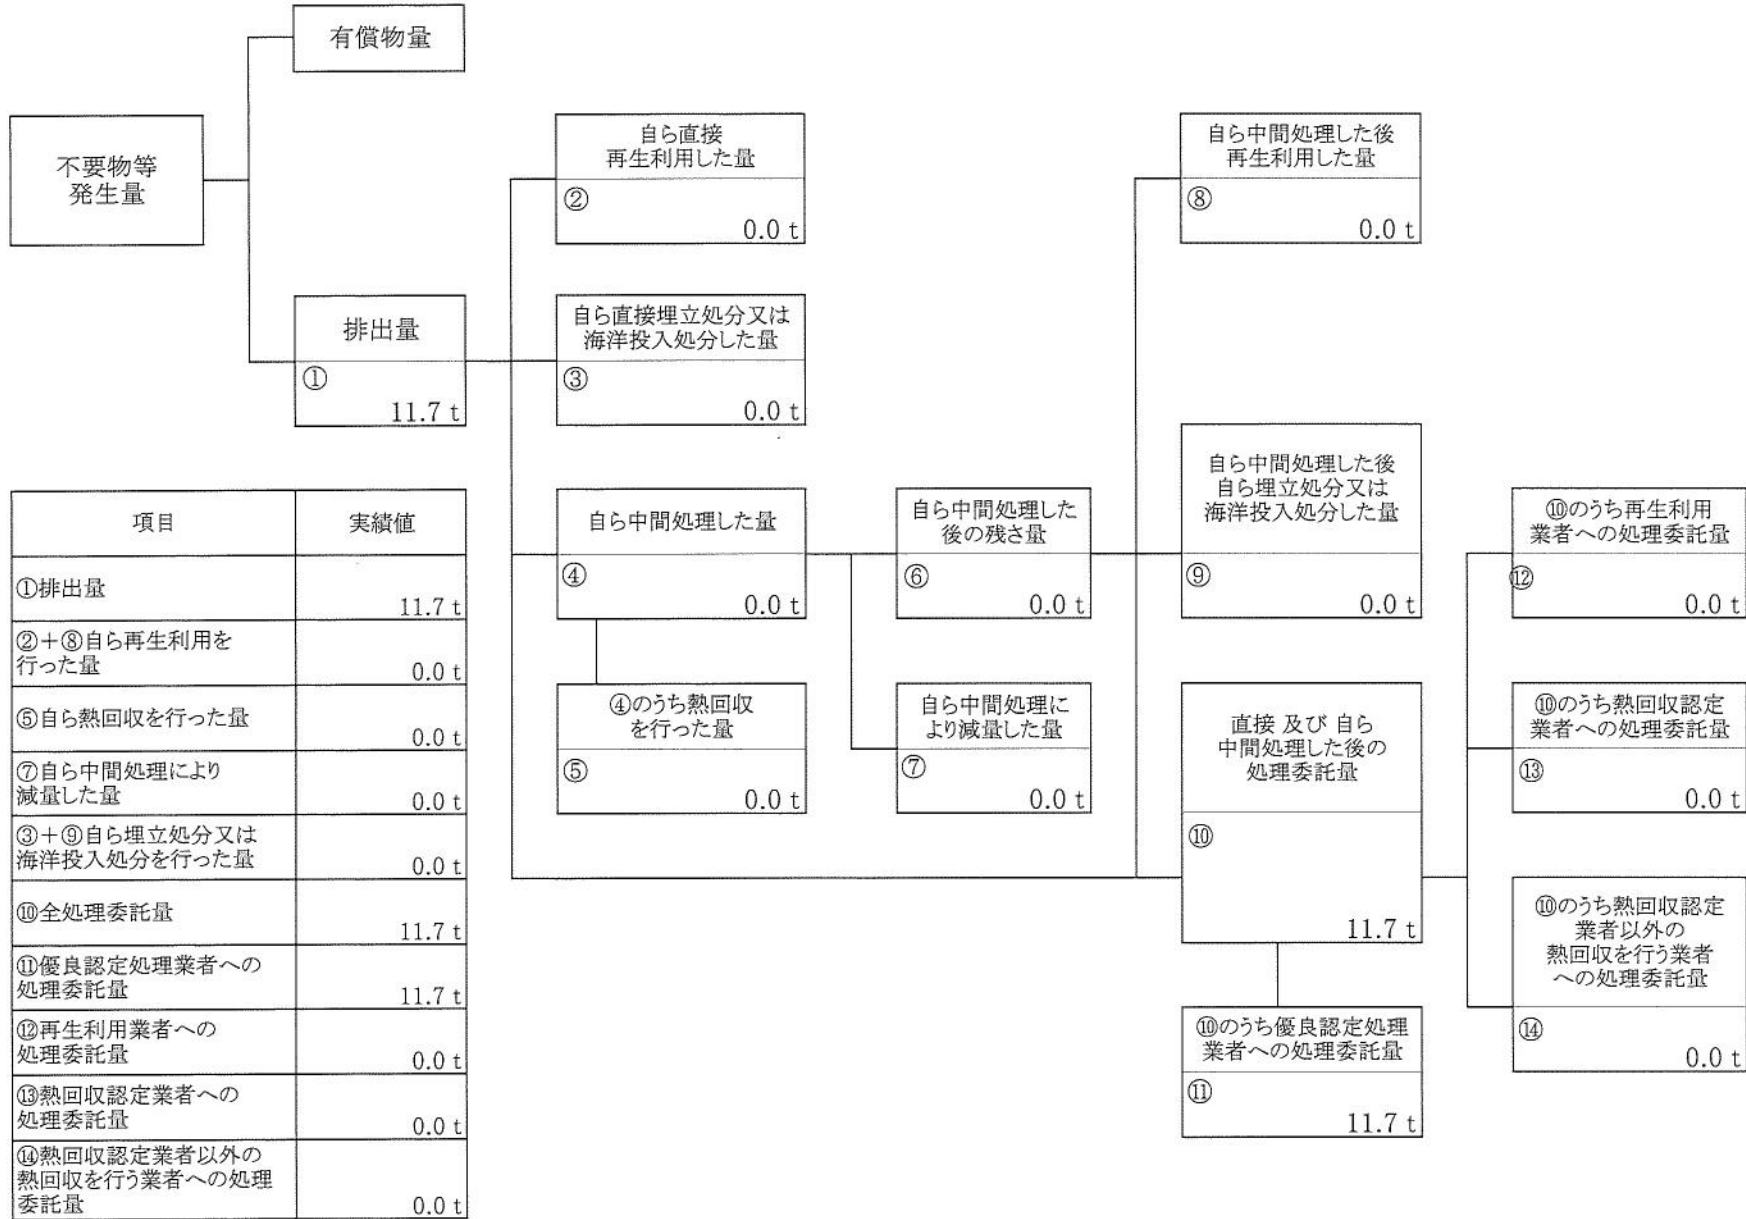 有償物量
不要物等
発生量
排出量
①
11.7 t
自ら直接
再生利用した量
②
0.0 t
自ら直接埋立処分又は
海洋投入処分した量
③
0.0 t
自ら中間処理した量
④
0.0 t
④のうち熱回収
を行った量
⑤
0.0 t
自ら中間処理した
後の残さ量
⑥
0.0 t
自ら中間処理に
より減量した量
⑦
0.0 t
自ら中間処理した後
再生利用した量
⑧
0.0 t
自ら中間処理した後
自ら埋立処分又は
海洋投入処分した量
⑨
0.0 t
直接 及び 自ら
中間処理した後の
処理委託量
⑩
11.7 t
⑩のうち優良認定処理
業者への処理委託量
⑪
11.7 t
⑩のうち再生利用
業者への処理委託量
⑫
0.0 t
⑩のうち熱回収認定
業者への処理委託量
⑬
0.0 t
⑩のうち熱回収認定
業者以外の
熱回収を行う業者
への処理委託量
⑭
0.0 t
項目 実績値
①排出量
11.7 t
②+⑧自ら再生利用を
行った量
0.0 t
⑤自ら熱回収を行った量
0.0 t
⑦自ら中間処理により
減量した量
0.0 t
③+⑨自ら埋立処分又は
海洋投入処分を行った量
0.0 t
⑩全処理委託量
11.7 t
⑪優良認定処理業者への
処理委託量
11.7 t
⑫再生利用業者への
処理委託量
0.0 t
⑬熱回収認定業者への
処理委託量
0.0 t
⑭熱回収認定業者以外の
熱回収を行う業者への処理
委託量
0.0 t